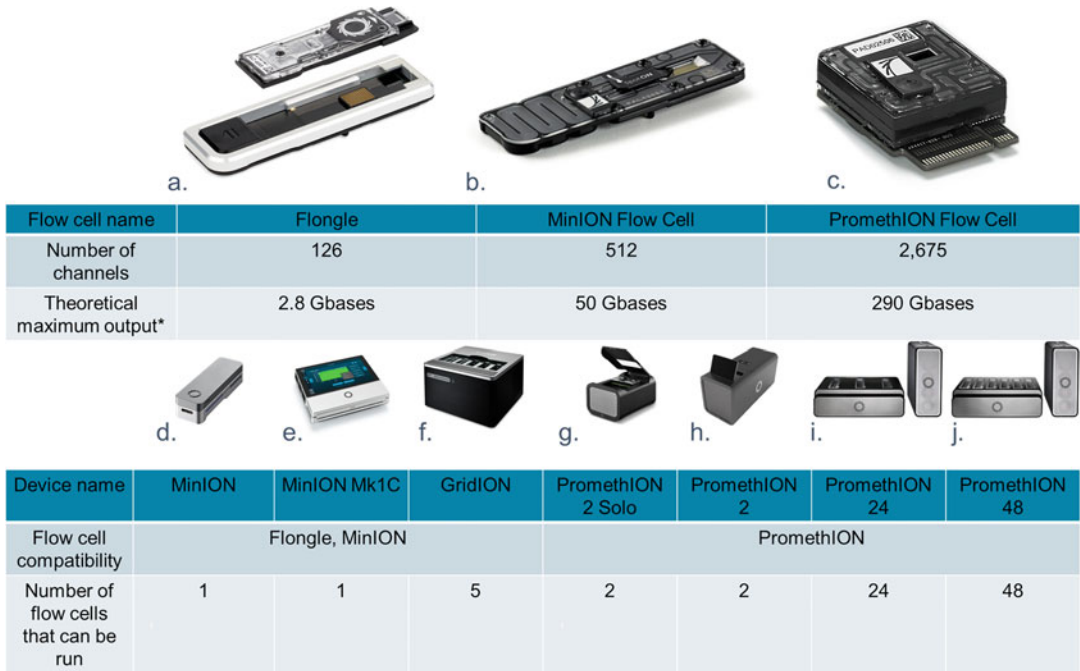 PAD82506
a.
b.
c.
Flow cell name Flongle MinION Flow Cell PromethION Flow Cell
Number of
channels 126 512 2,675
Theoretical
maximum output* 2.8 Gbases 50 Gbases 290 Gbases
d.
e.
f.
g.
h.
i.
j.
Device name MinION MinION Mk1C GridION PromethION
2 Solo PromethION
2 PromethION
24 PromethION
48
Flow cell
compatibility Flongle, MinION PromethION
Number of
flow cells
that can be
run 1 1 5 2 2 24 48